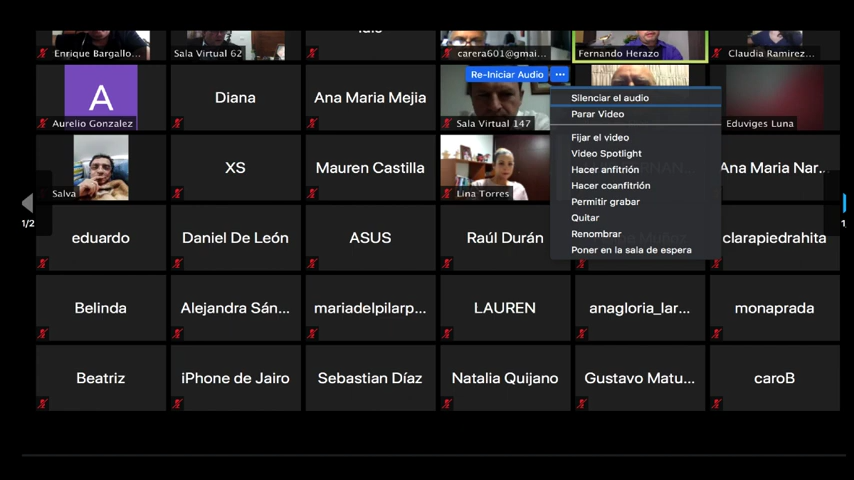 Enrique Bargallo...
Sala Virtual 62
carera601@gmai...
Fernando Herazo
Claudia Ramirez...
Re-Iniciar Audio
Silenciar el audio
Parar Video
Fijar el video
Video Spotlight
Hacer anfitrión
Hacer coanfitrión
Permitir grabar
Quitar
Renombrar
Poner en la sala de espera
A
Aurelio Gonzalez
Diana
Ana Maria Mejia
Sala Virtual 147
Eduviges Luna
Salva
XS
Mauren Castilla
Lina Torres
Ana Maria Nar...
1/2
eduardo
Daniel De León
ASUS
Raúl Durán
clarapiedrahita
Belinda
Alejandra Sán...
mariadelpilarp...
LAUREN
anagloria_lar...
monaprada
Beatriz
iPhone de Jairo
Sebastian Díaz
Natalia Quijano
Gustavo Matu...
caroB